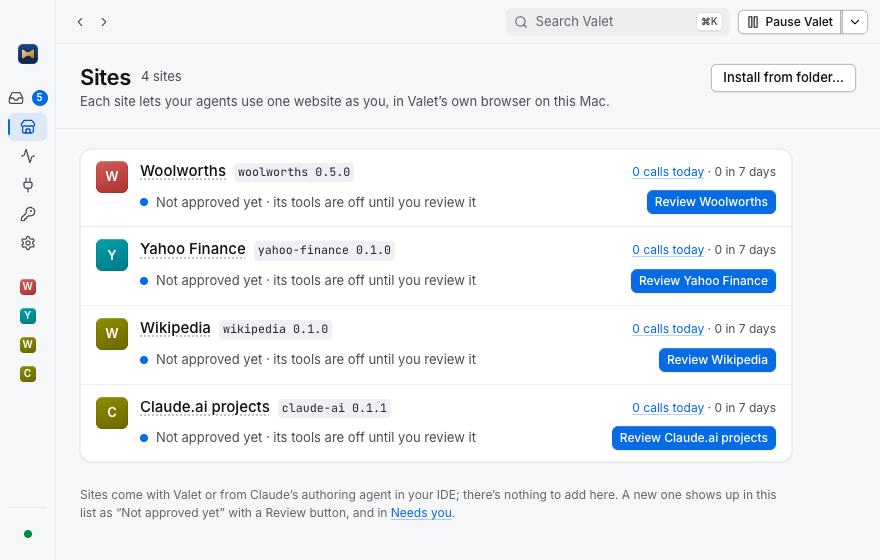 Search Valet
⌘K
Pause Valet
5
Sites 4 sites
Install from folder...
Each site lets your agents use one website as you, in Valet's own browser on this Mac.
W
Woolworths woolworths 0.5.0
0 calls today · 0 in 7 days
Not approved yet · its tools are off until you review it
Review Woolworths
Y
Yahoo Finance yahoo-finance 0.1.0
0 calls today · 0 in 7 days
Not approved yet · its tools are off until you review it
Review Yahoo Finance
W
Wikipedia wikipedia 0.1.0
0 calls today · 0 in 7 days
Not approved yet · its tools are off until you review it
Review Wikipedia
C
Claude.ai projects claude-ai 0.1.1
0 calls today · 0 in 7 days
Not approved yet · its tools are off until you review it
Review Claude.ai projects
W
Y
W
C
Sites come with Valet or from Claude's authoring agent in your IDE; there's nothing to add here. A new one shows up in this
list as “Not approved yet” with a Review button, and in Needs you.